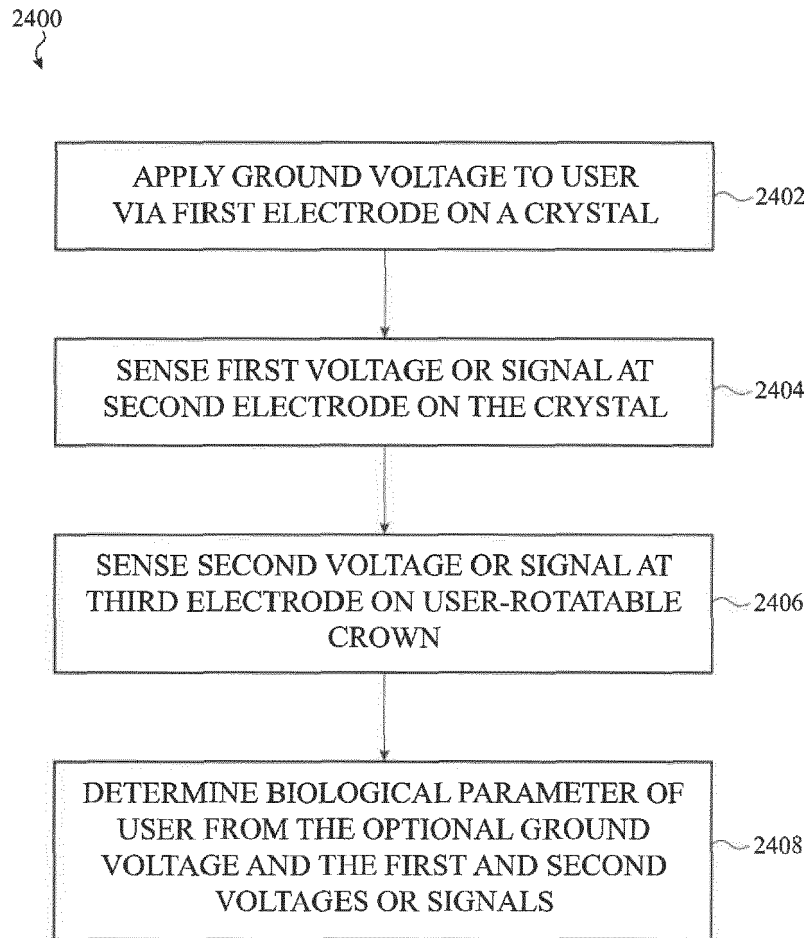 2400
APPLY GROUND VOLTAGE TO USER
VIA FIRST ELECTRODE ON A CRYSTAL
2402
SENSE FIRST VOLTAGE OR SIGNAL AT
SECOND ELECTRODE ON THE CRYSTAL
2404
SENSE SECOND VOLTAGE OR SIGNAL AT
THIRD ELECTRODE ON USER-ROTATABLE
CROWN
2406
DETERMINE BIOLOGICAL PARAMETER OF
USER FROM THE OPTIONAL GROUND
VOLTAGE AND THE FIRST AND SECOND
VOLTAGES OR SIGNALS
2408